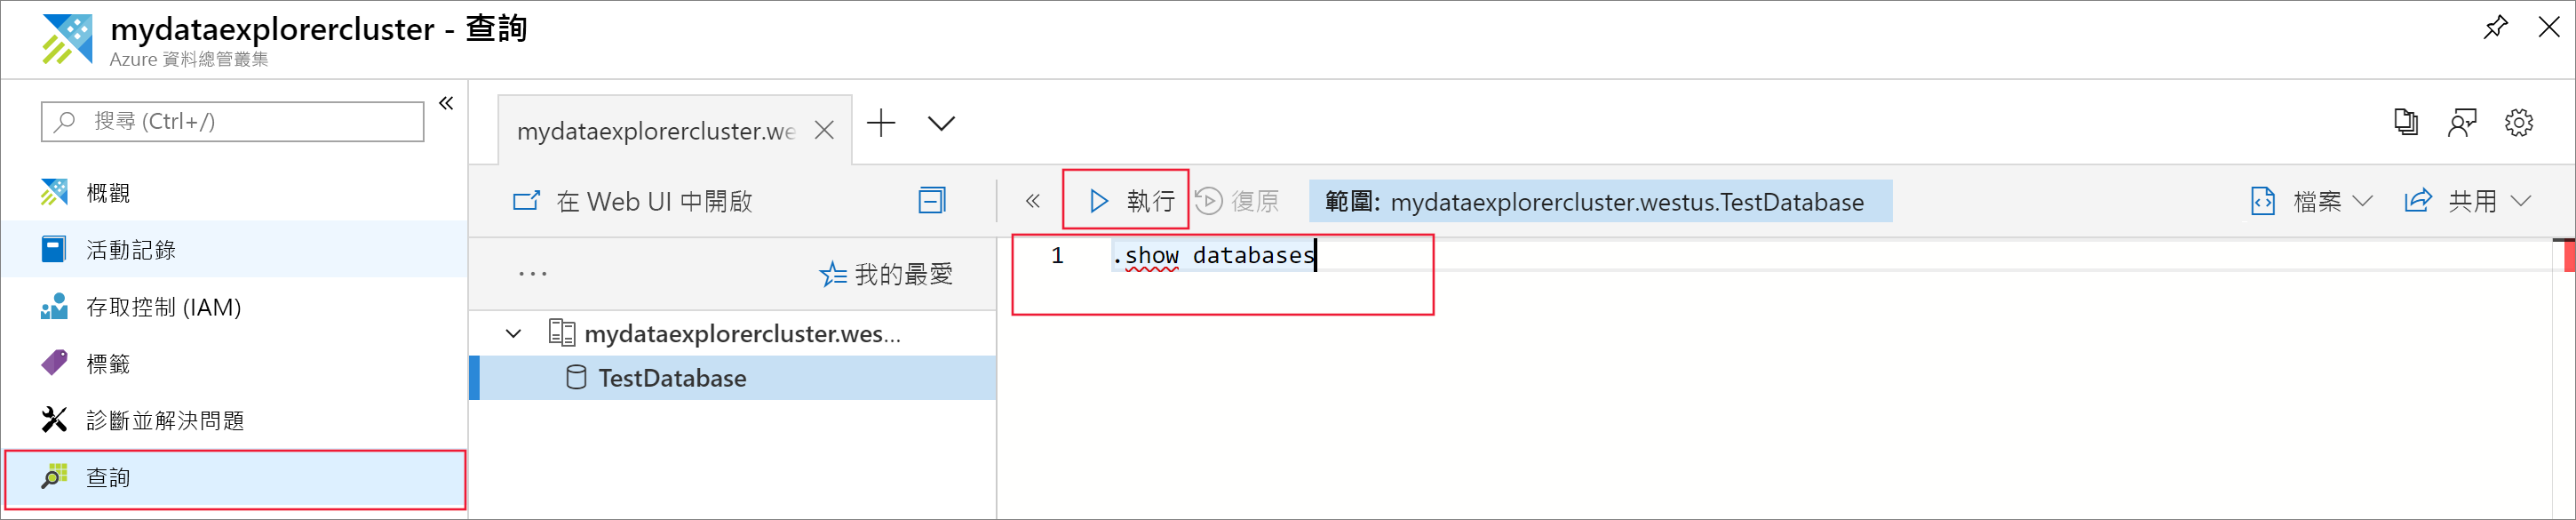 mydataexplorercluster - 查詢
Azure 資料總管叢集
搜尋 (Ctrl+/)
概觀
活動記錄
存取控制 (IAM)
標籤
診斷並解決問題
查詢
mydataexplorercluster.we
在 Web UI 中開啟
執行
復原
範圍: mydataexplorercluster.westus.TestDatabase
檔案
共用
... 我的最愛
mydataexplorercluster.wes...
TestDatabase
1 .show databases